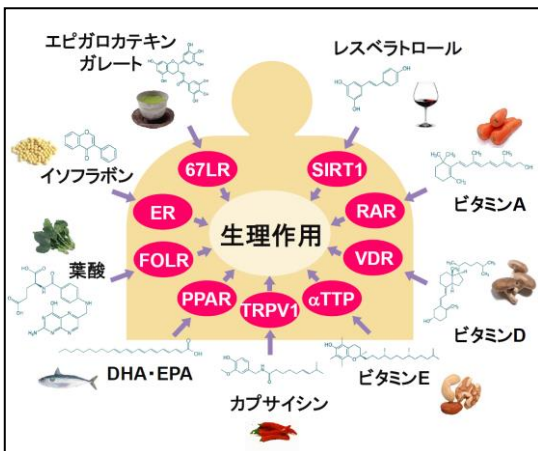 エピガロカテキン
ガレート
レスベラトロール
イソフラボン
67LR
SIRT1
ER
RAR
ビタミンA
生理作用
葉酸
FOLR
VDR
PPAR
TRPV1
αTTP
ビタミンD
DHA・EPA
カプサイシン
ビタミンE